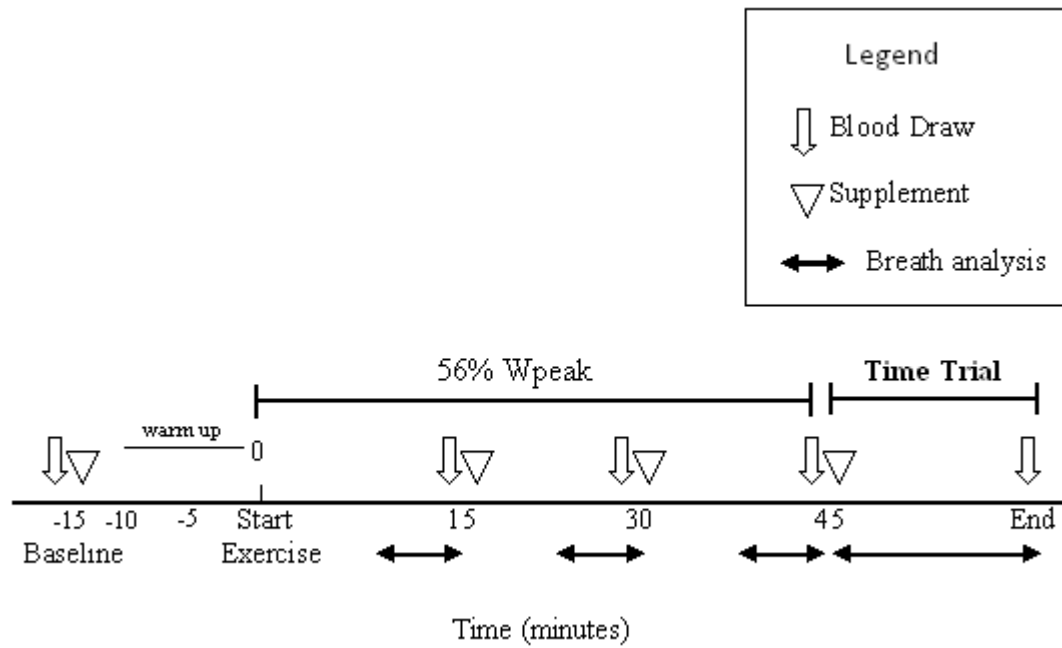 Legend
Blood Draw
Supplement
Breath analysis
56% Wpeak
Time Trial
warm up
0
-15 -10 -5 Start 15 30 45 End
Baseline Exercise
Time (minutes)